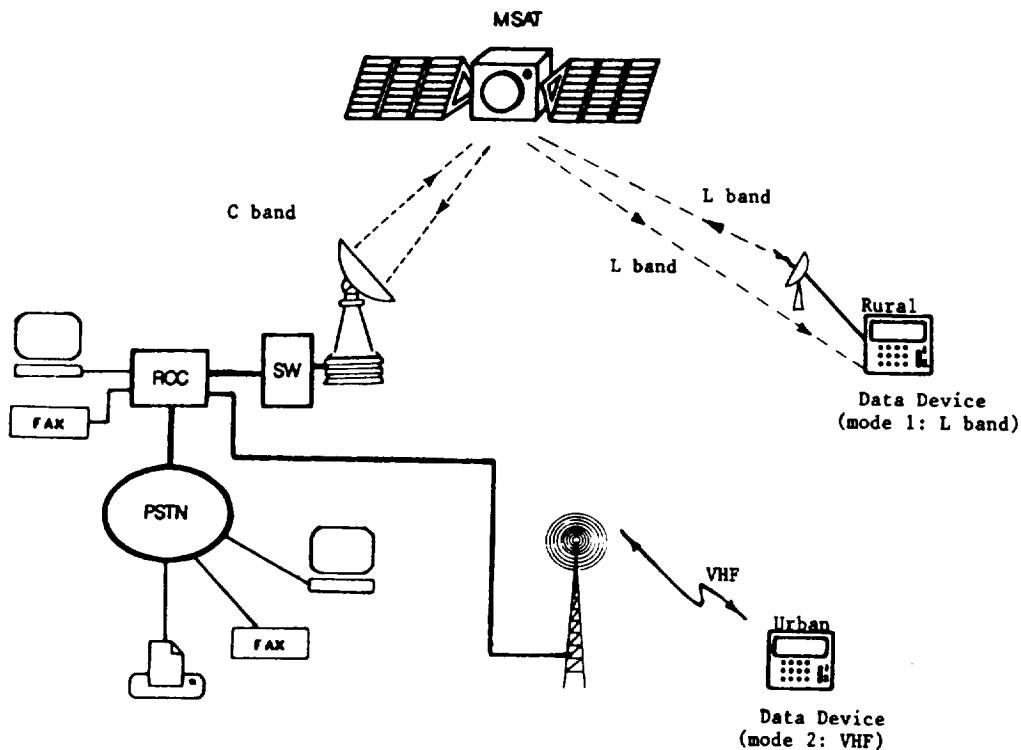 MSAT
C band
L band
L band
Rural
RCC
SW
FAX
Data Device
(mode 1: L band)
PSTN
VHF
Urban
FAX
Data Device
(mode 2: VHF)